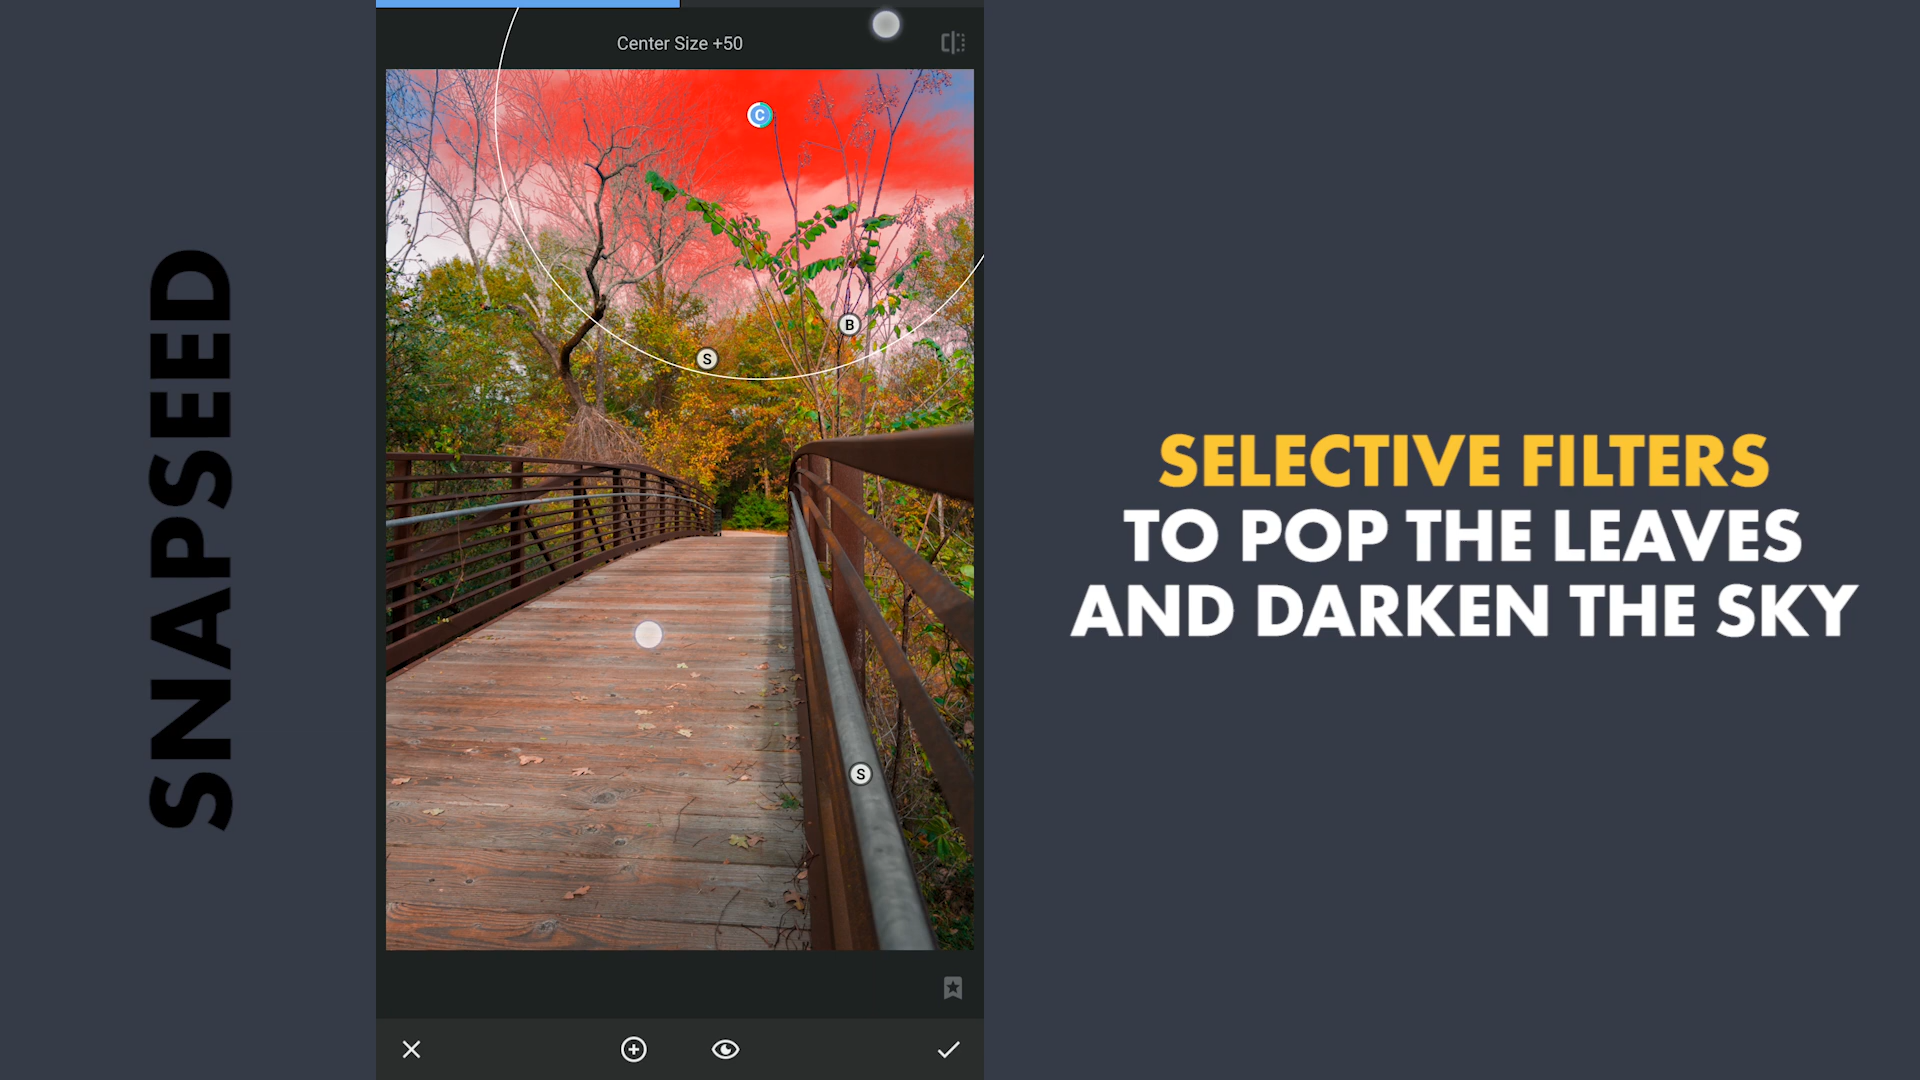 SNAPSEED
Center Size +50
C
B
S
S
SELECTIVE FILTERS
TO POP THE LEAVES
AND DARKEN THE SKY